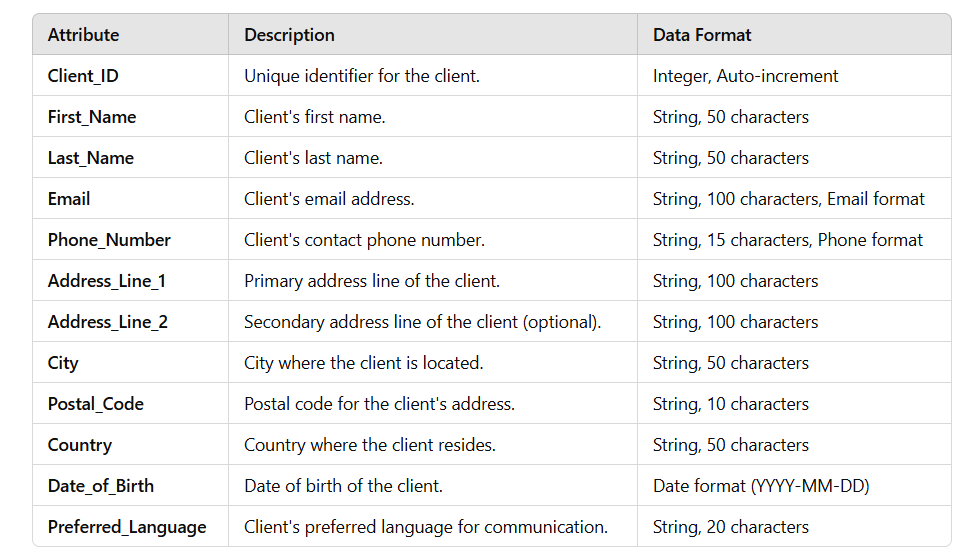 Attribute Description Data Format
Client_ID Unique identifier for the client. Integer, Auto-increment
First_Name Client's first name. String, 50 characters
Last_Name Client's last name. String, 50 characters
Email Client's email address. String, 100 characters, Email format
Phone_Number Client's contact phone number. String, 15 characters, Phone format
Address_Line_1 Primary address line of the client. String, 100 characters
Address_Line_2 Secondary address line of the client (optional). String, 100 characters
City City where the client is located. String, 50 characters
Postal_Code Postal code for the client's address. String, 10 characters
Country Country where the client resides. String, 50 characters
Date_of_Birth Date of birth of the client. Date format (YYYY-MM-DD)
Preferred_Language Client's preferred language for communication. String, 20 characters